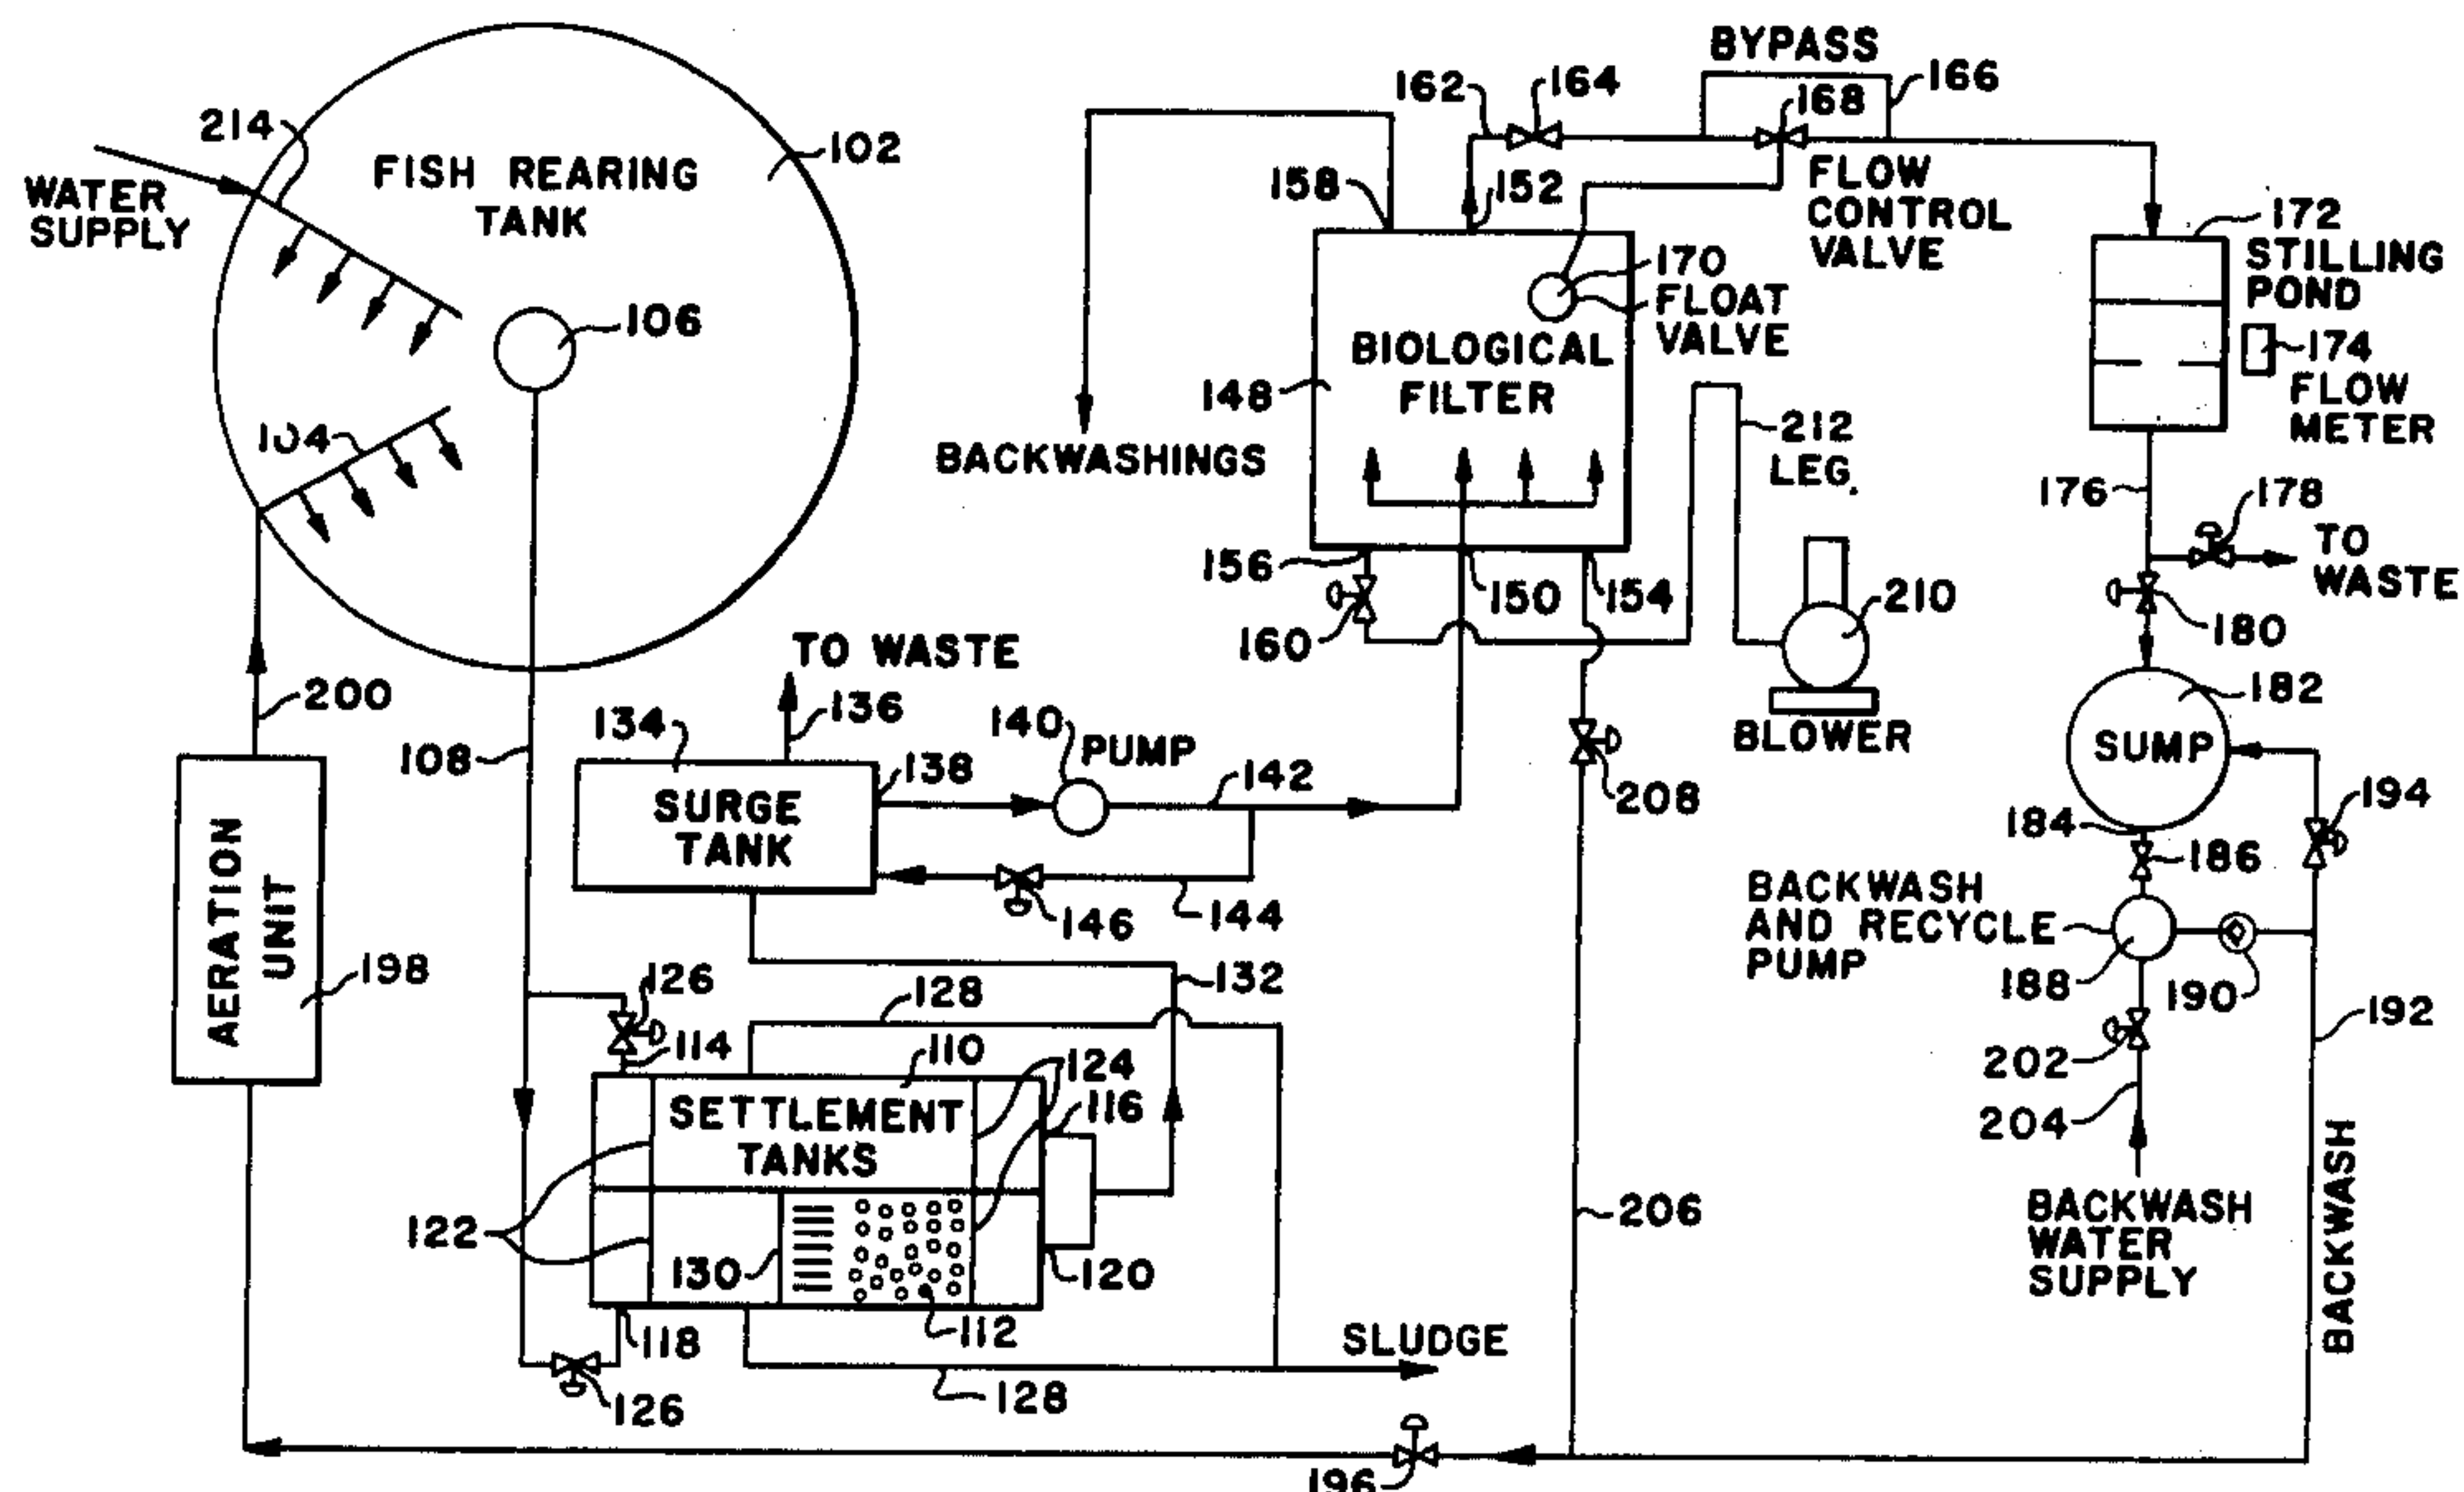 BYPASS
162
164
166
168
214
FISH REARING
TANK
102
WATER
SUPPLY
158
152
FLOW
CONTROL
VALVE
172
STILLING
POND
170
FLOAT
VALVE
106
BIOLOGICAL
FILTER
148
174
FLOW
METER
104
BACKWASHINGS
212
LEG.
176
178
TO
WASTE
156
150
154
210
160
180
TO WASTE
200
136
134
140
PUMP
108
138
142
BLOWER
182
SUMP
SURGE
TANK
208
194
184
186
AERATION
UNIT
146
144
BACKWASH
AND RECYCLE
PUMP
198
126
132
188
190
128
192
114
110
124
116
202
204
SETTLEMENT
TANKS
122
130
120
206
BACKWASH
WATER
SUPPLY
BACKWASH
118
112
SLUDGE
126
128
196